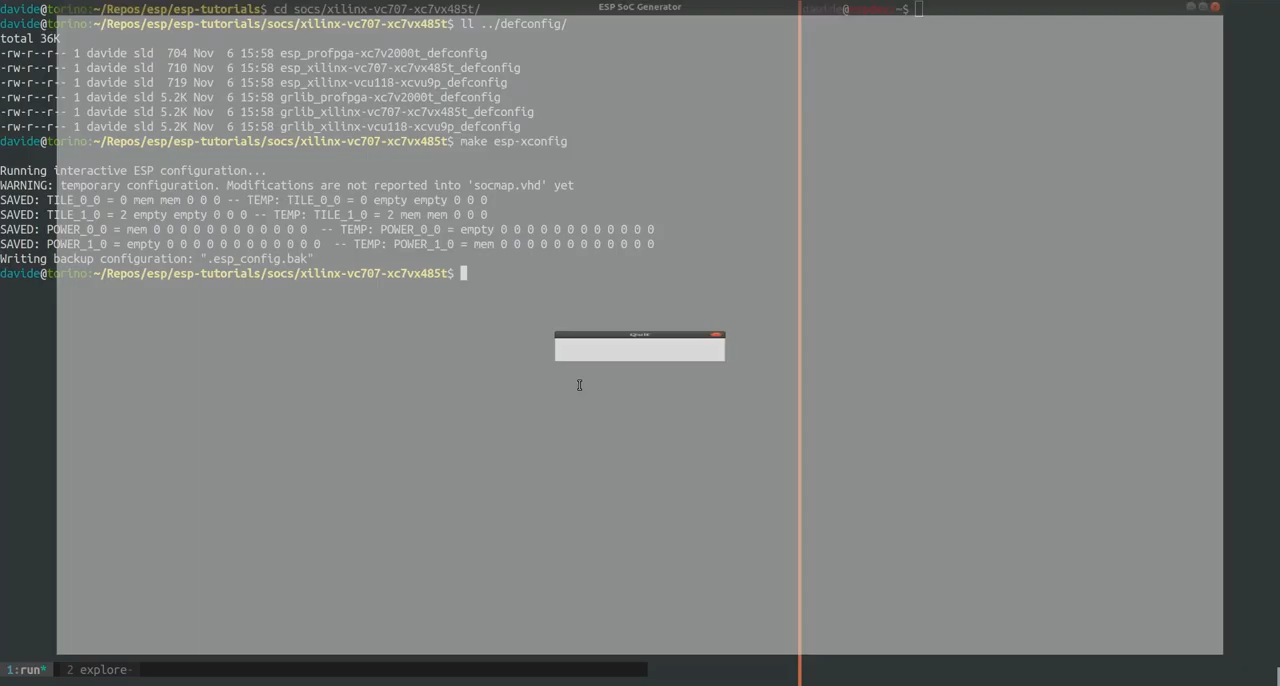 davide@torino:~/Repos/esp/esp-tutorials$ cd socs/xilinx-vc707-xc7vx485t/
ESP SoC Generator
~$
davide@torino:~/Repos/esp/esp-tutorials/socs/xilinx-vc707-xc7vx485t$ ll ../defconfig/
total 36K
-rw-r--r-- 1 davide sld  704 Nov  6 15:58 esp_profpga-xc7v2000t_defconfig
-rw-r--r-- 1 davide sld  710 Nov  6 15:58 esp_xilinx-vc707-xc7vx485t_defconfig
-rw-r--r-- 1 davide sld  719 Nov  6 15:58 esp_xilinx-vcu118-xcvu9p_defconfig
-rw-r--r-- 1 davide sld 5.2K Nov  6 15:58 grlib_profpga-xc7v2000t_defconfig
-rw-r--r-- 1 davide sld 5.2K Nov  6 15:58 grlib_xilinx-vc707-xc7vx485t_defconfig
-rw-r--r-- 1 davide sld 5.2K Nov  6 15:58 grlib_xilinx-vcu118-xcvu9p_defconfig
davide@torino:~/Repos/esp/esp-tutorials/socs/xilinx-vc707-xc7vx485t$ make esp-xconfig
Running interactive ESP configuration...
WARNING: temporary configuration. Modifications are not reported into 'socmap.vhd' yet
SAVED: TILE_0_0 = 0 mem mem 0 0 0 -- TEMP: TILE_0_0 = 0 empty empty 0 0 0
SAVED: TILE_1_0 = 2 empty empty 0 0 0 -- TEMP: TILE_1_0 = 2 mem mem 0 0 0
SAVED: POWER_0_0 = mem 0 0 0 0 0 0 0 0 0 0 0 0  -- TEMP: POWER_0_0 = empty 0 0 0 0 0 0 0 0 0 0 0 0
SAVED: POWER_1_0 = empty 0 0 0 0 0 0 0 0 0 0 0 0  -- TEMP: POWER_1_0 = mem 0 0 0 0 0 0 0 0 0 0 0 0
Writing backup configuration: ".esp_config.bak"
davide@torino:~/Repos/esp/esp-tutorials/socs/xilinx-vc707-xc7vx485t$
1:run* 2 explore-